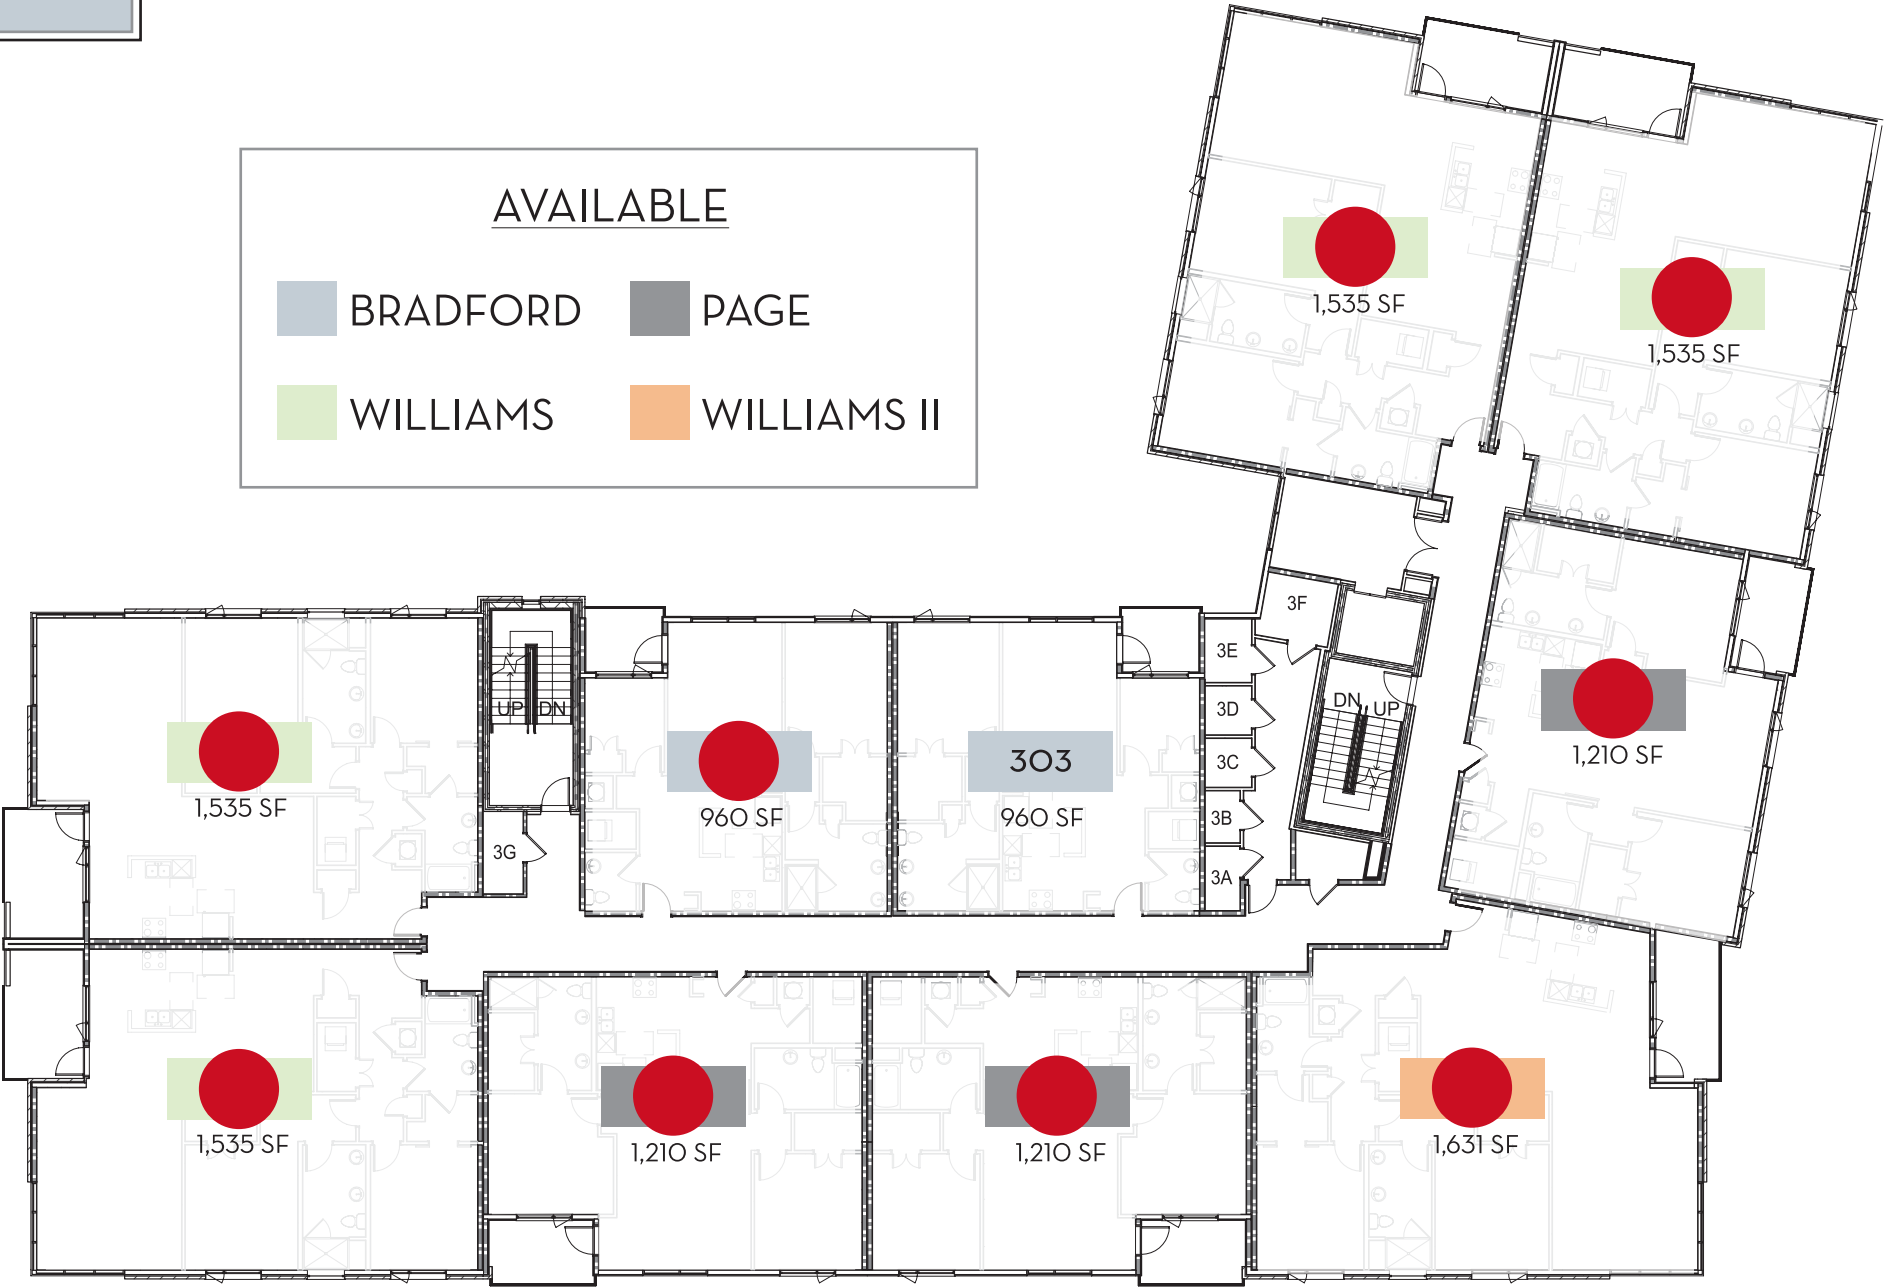 AVAILABLE
BRADFORD
PAGE
WILLIAMS
WILLIAMS II
1,535 SF
1,535 SF
3F
3E
3D
3C
3B
3A
DN
UP
1,210 SF
UP
DN
3G
1,535 SF
960 SF
303
960 SF
1,535 SF
1,210 SF
1,210 SF
1,631 SF